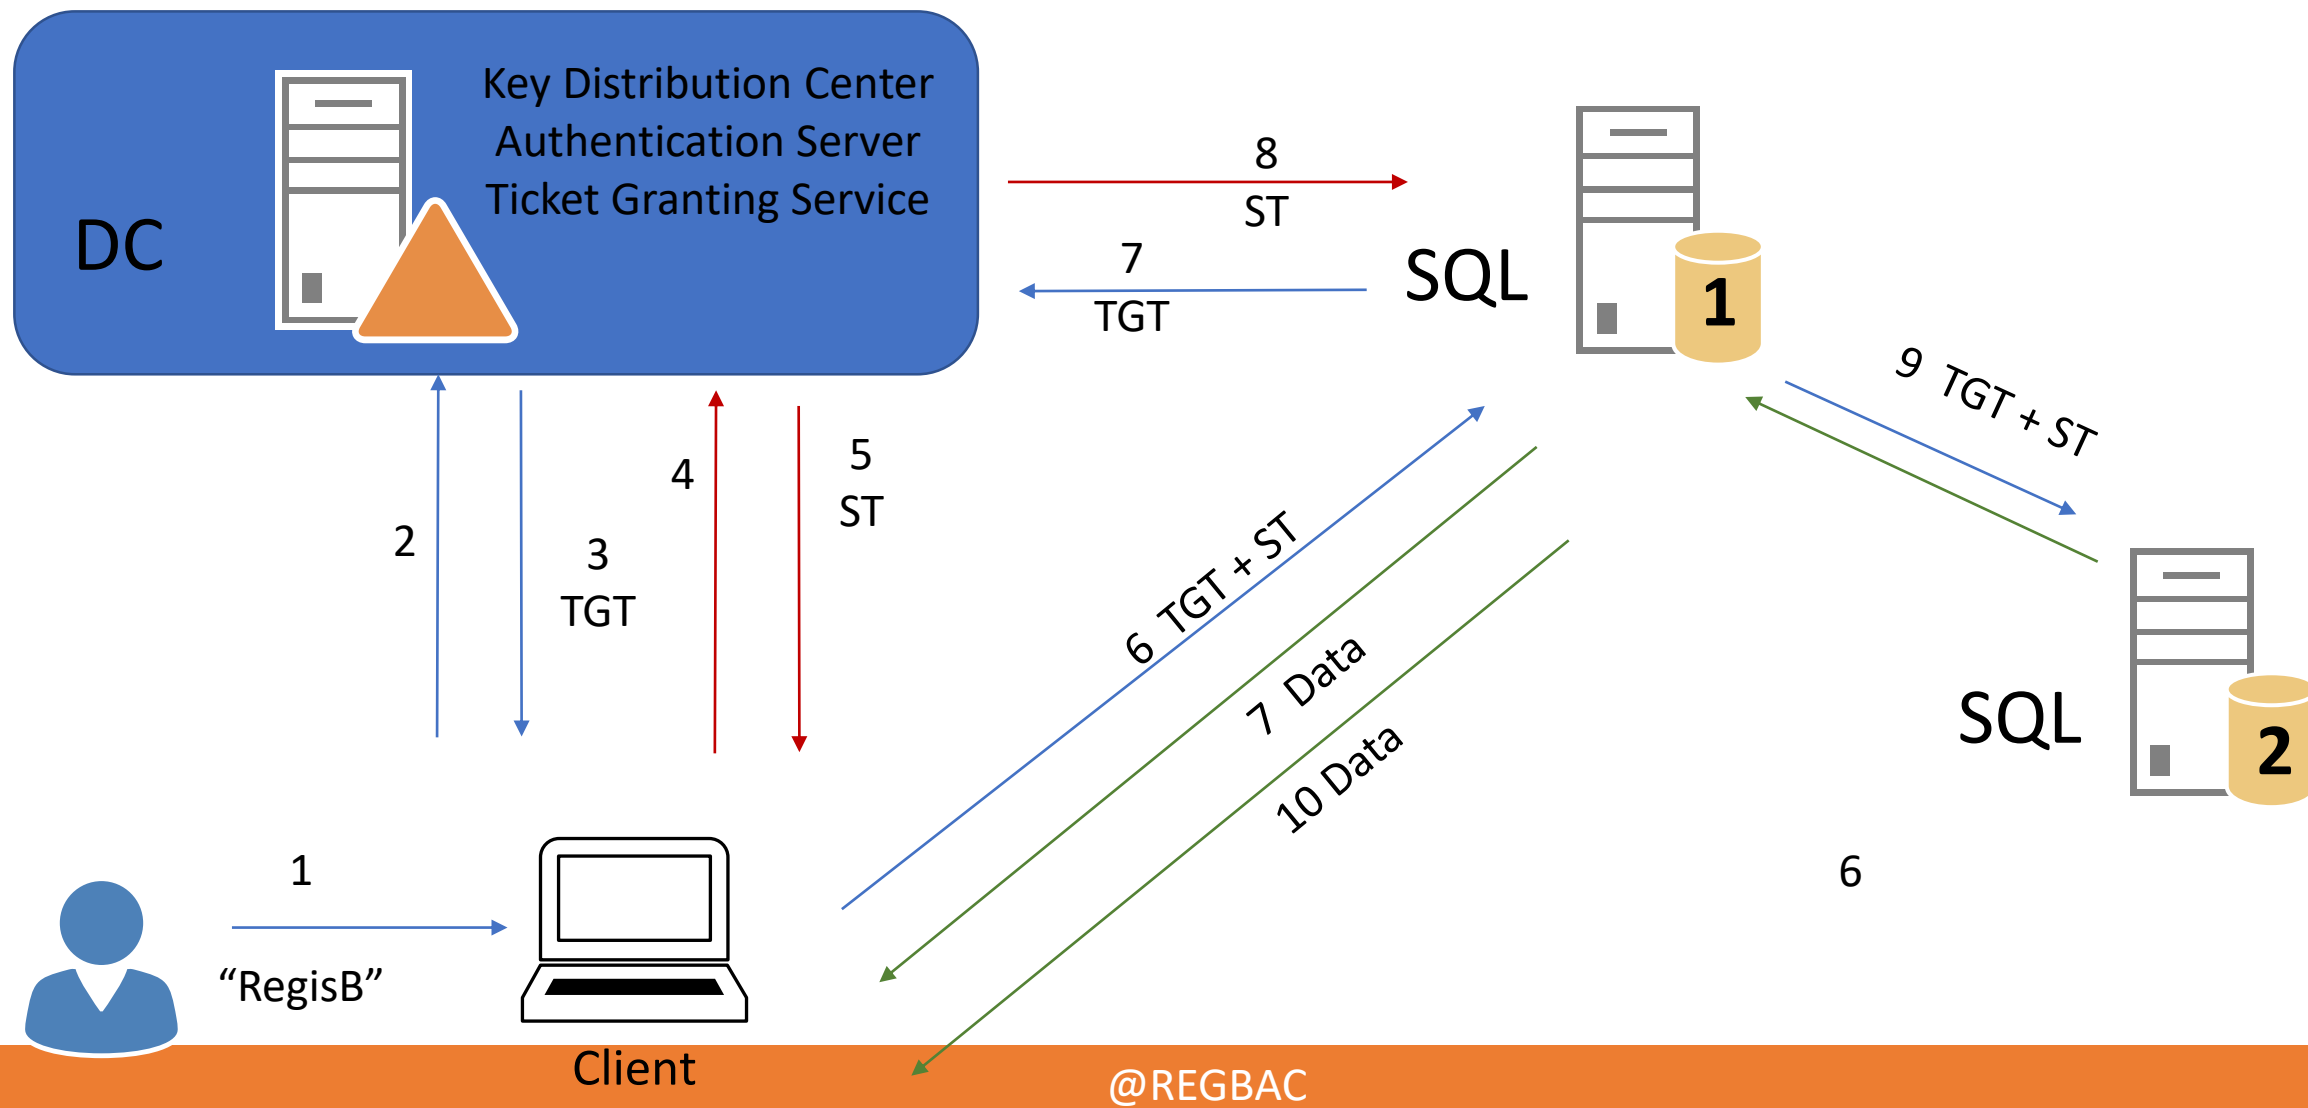 Key Distribution Center
Authentication Server
Ticket Granting Service
DC
8
ST
7
TGT
SQL
1
9 TGT + ST
2
3
TGT
4
5
ST
6 TGT + ST
7 Data
10 Data
SQL
2
6
1
“RegisB”
Client
@REGBAC